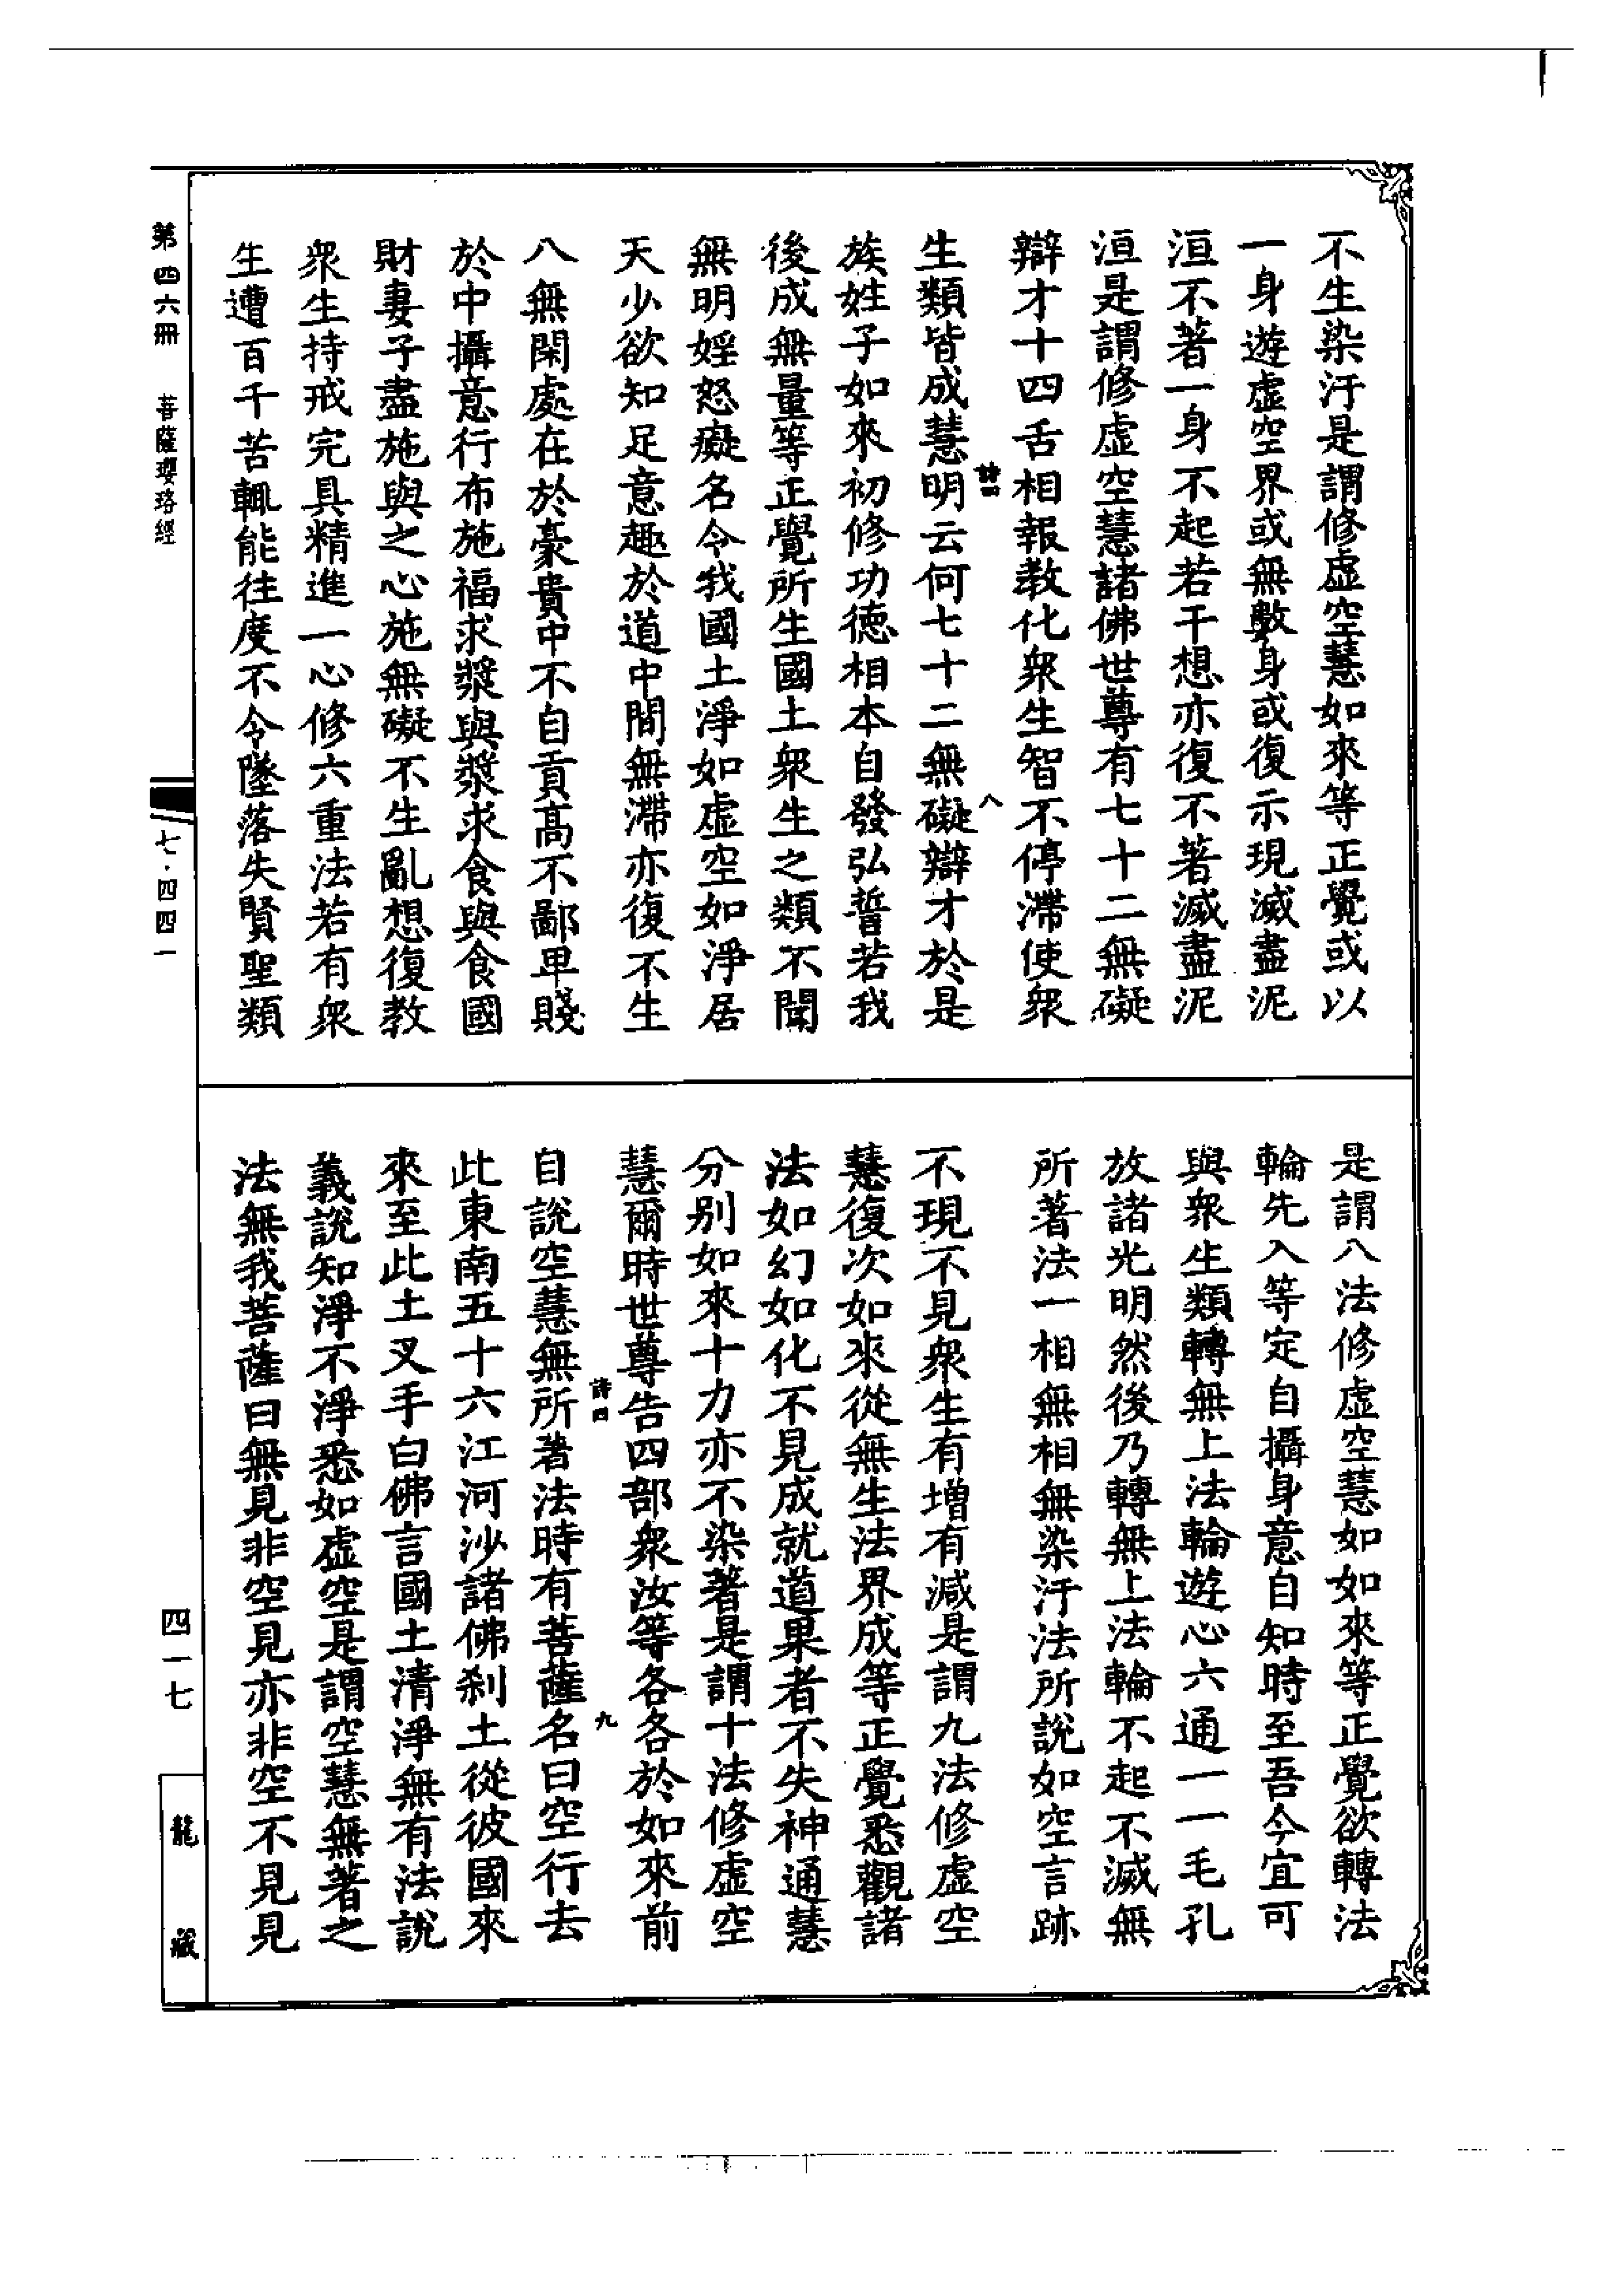 不生染汙是謂修虛空慧如來等正覺或以
一身遊虛空界或無數身或復示現滅盡泥
洹不著一身不起若干想亦復不著滅盡泥
洹是謂修虛空慧諸佛世尊有七十二無礙
辯才十四舌相報教化衆生智不停滯使衆
生類皆成慧明云何七十二無礙辯才於是
族姓子如來初修功德相本自發弘誓若我
後成無量等正覺所生國土衆生之類不聞
無明婬怒癡名令我國土淨如虛空如淨居
天少欲知足意趣於道中間無滯亦復不生
八無閑處在於豪貴中不自貢高不鄙卑賤
於中攝意行布施福求漿與漿求食與食國
財妻子盡施與之心施無礙不生亂想復教
衆生持戒完具精進一心修六重法若有衆
生遭百千苦輒能往度不令墜落失賢聖類
詩四
八
是謂八法修虛空慧如如來等正覺欲轉法
輪先入等定自攝身意自知時至吾今宜可
與衆生類轉無上法輪遊心六通一一毛孔
放諸光明然後乃轉無上法輪不起不滅無
所著法一相無相無染汙法所說如空言跡
不現不見衆生有增有減是謂九法修虛空
慧復次如來從無生法界成等正覺悉觀諸
法如幻如化不見成就道果者不失神通慧
分別如來十力亦不染著是謂十法修虛空
慧爾時世尊告四部衆汝等各各於如來前
自說空慧無所著法時有菩薩名曰空行去
此東南五十六江河沙諸佛刹土從彼國來
來至此土叉手白佛言國土清淨無有法說
義說知淨不淨悉如虛空是謂空慧無著之
法無我菩薩曰無見非空見亦非空不見見
詩四
九
第四六冊 菩薩瓔珞經
七·四四一
四一七
龍藏